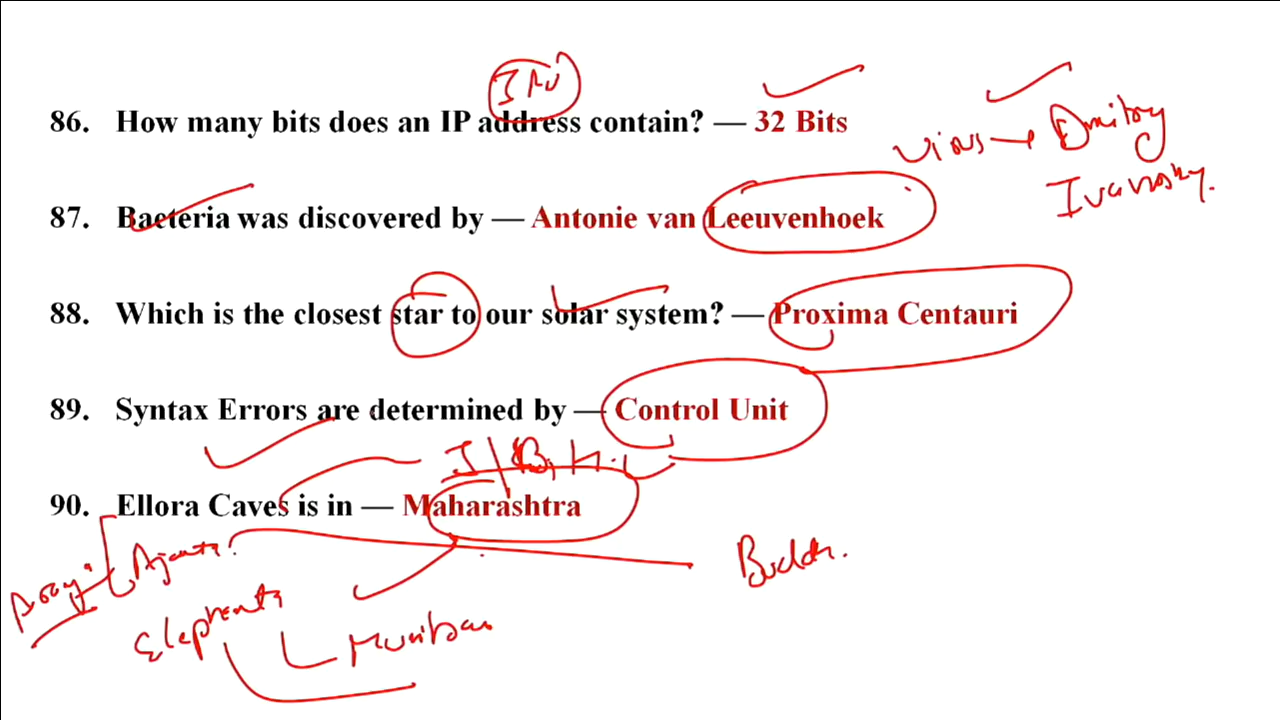 86. How many bits does an IP address contain? — 32 Bits
Virus → Dmitry
Ivanosky.
87. Bacteria was discovered by — Antonie van Leeuvenhoek
88. Which is the closest star to our solar system? — Proxima Centauri
89. Syntax Errors are determined by — Control Unit
I/B, H,
90. Ellora Caves is in — Maharashtra
Ajanta
Elephanta
Mumbai